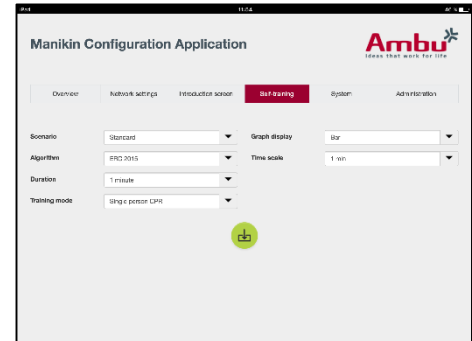 iPad 11:54
Manikin Configuration Application
Ambu
Ideas that work for life
Overview Network settings Introduction screen Self-training System Administration
Scenario Standard Graph display Bar
Algorithm ERC 2015 Time scale 1 min
Duration 1 minute
Training mode Single person CPR